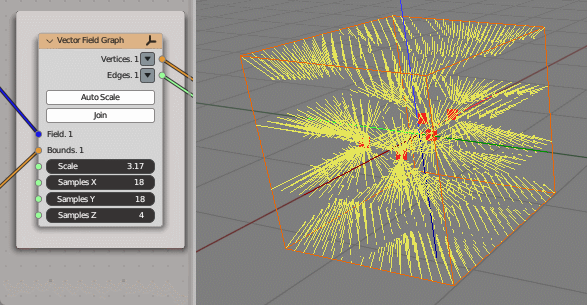 Vector Field Graph
Vertices. 1
Edges. 1
Auto Scale
Join
Field. 1
Bounds. 1
Scale 3.17
Samples X 18
Samples Y 18
Samples Z 4